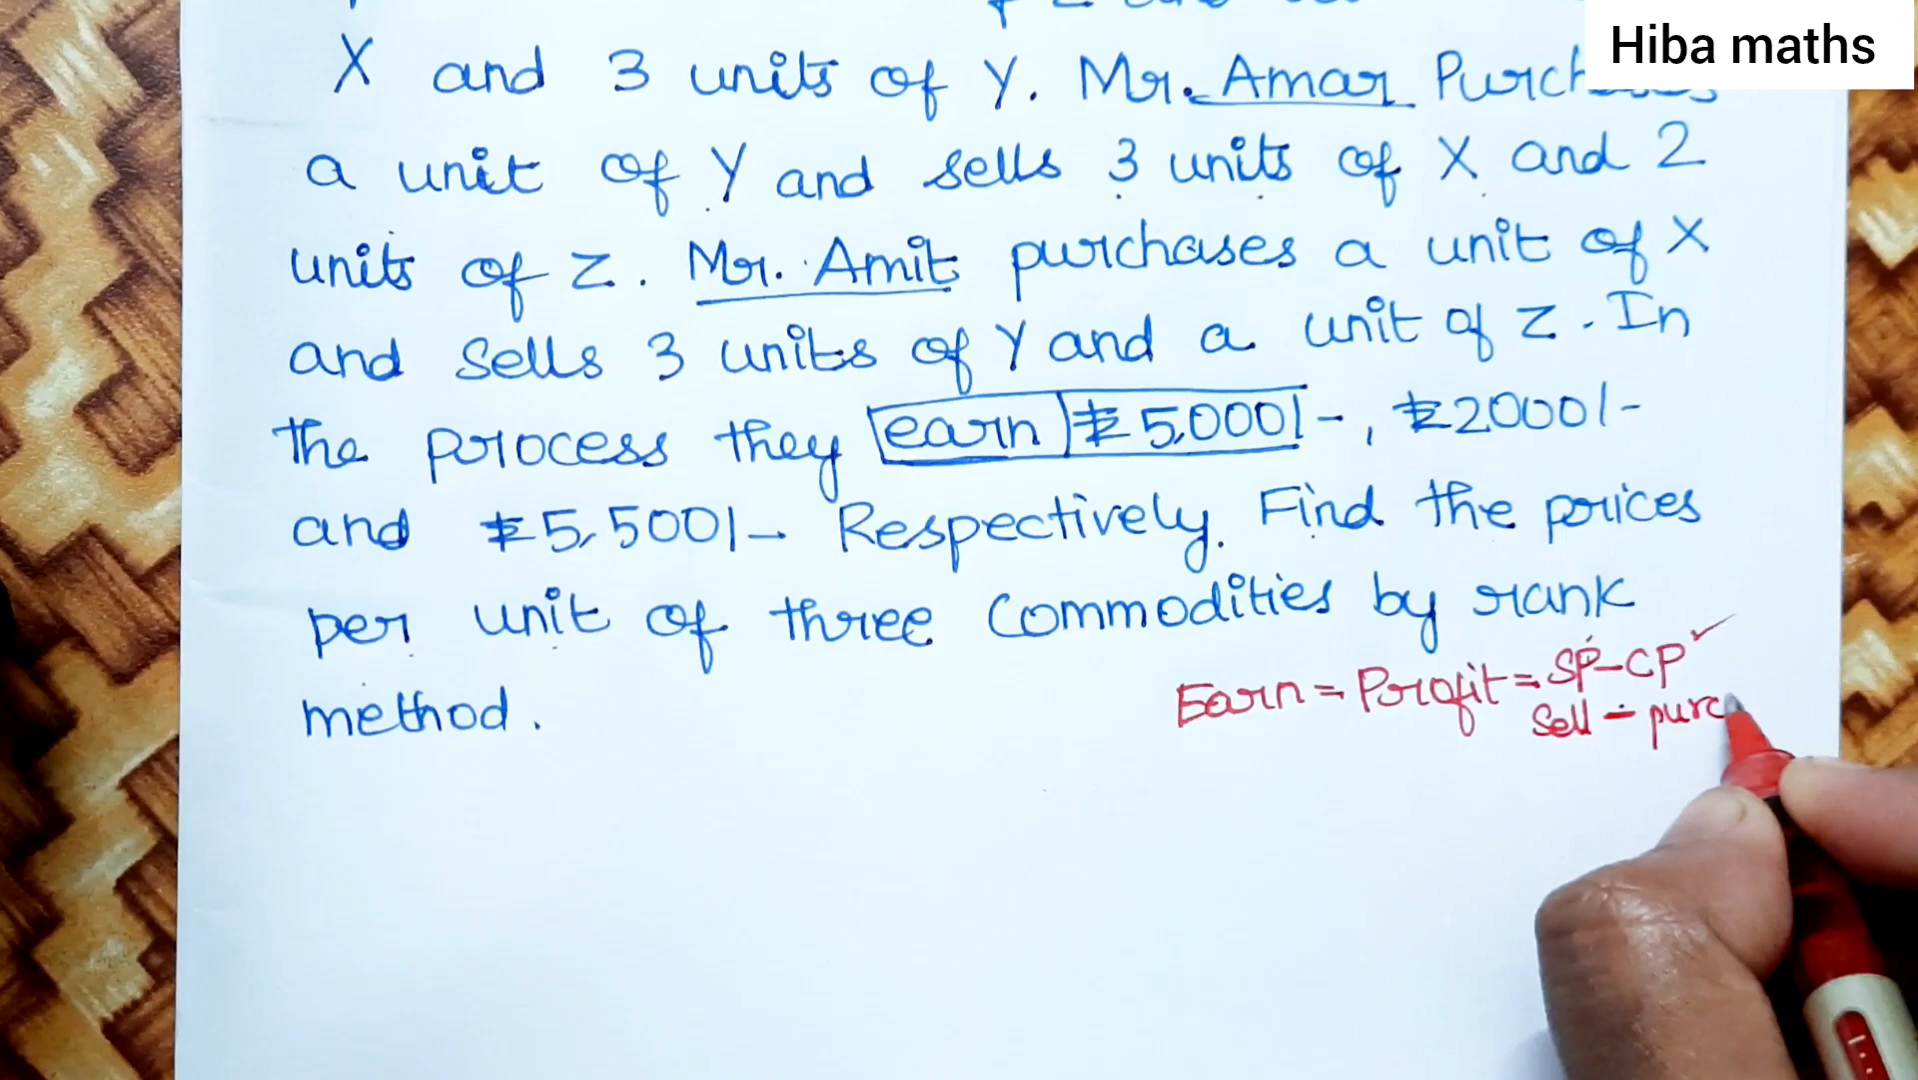 Hiba maths
X and 3 units of Y. Mr. Amar
a unit of Y and sells 3 units of X and 2
units of Z. Mr. Amit purchases a unit of X
and sells 3 units of Y and a unit of Z. In
the process they earn ₹ 5,000/-, ₹2000/-
and ₹5,500/- Respectively. Find the prices
per unit of three commodities by rank
method.
Earn = Profit = SP-CP
Sell - purc